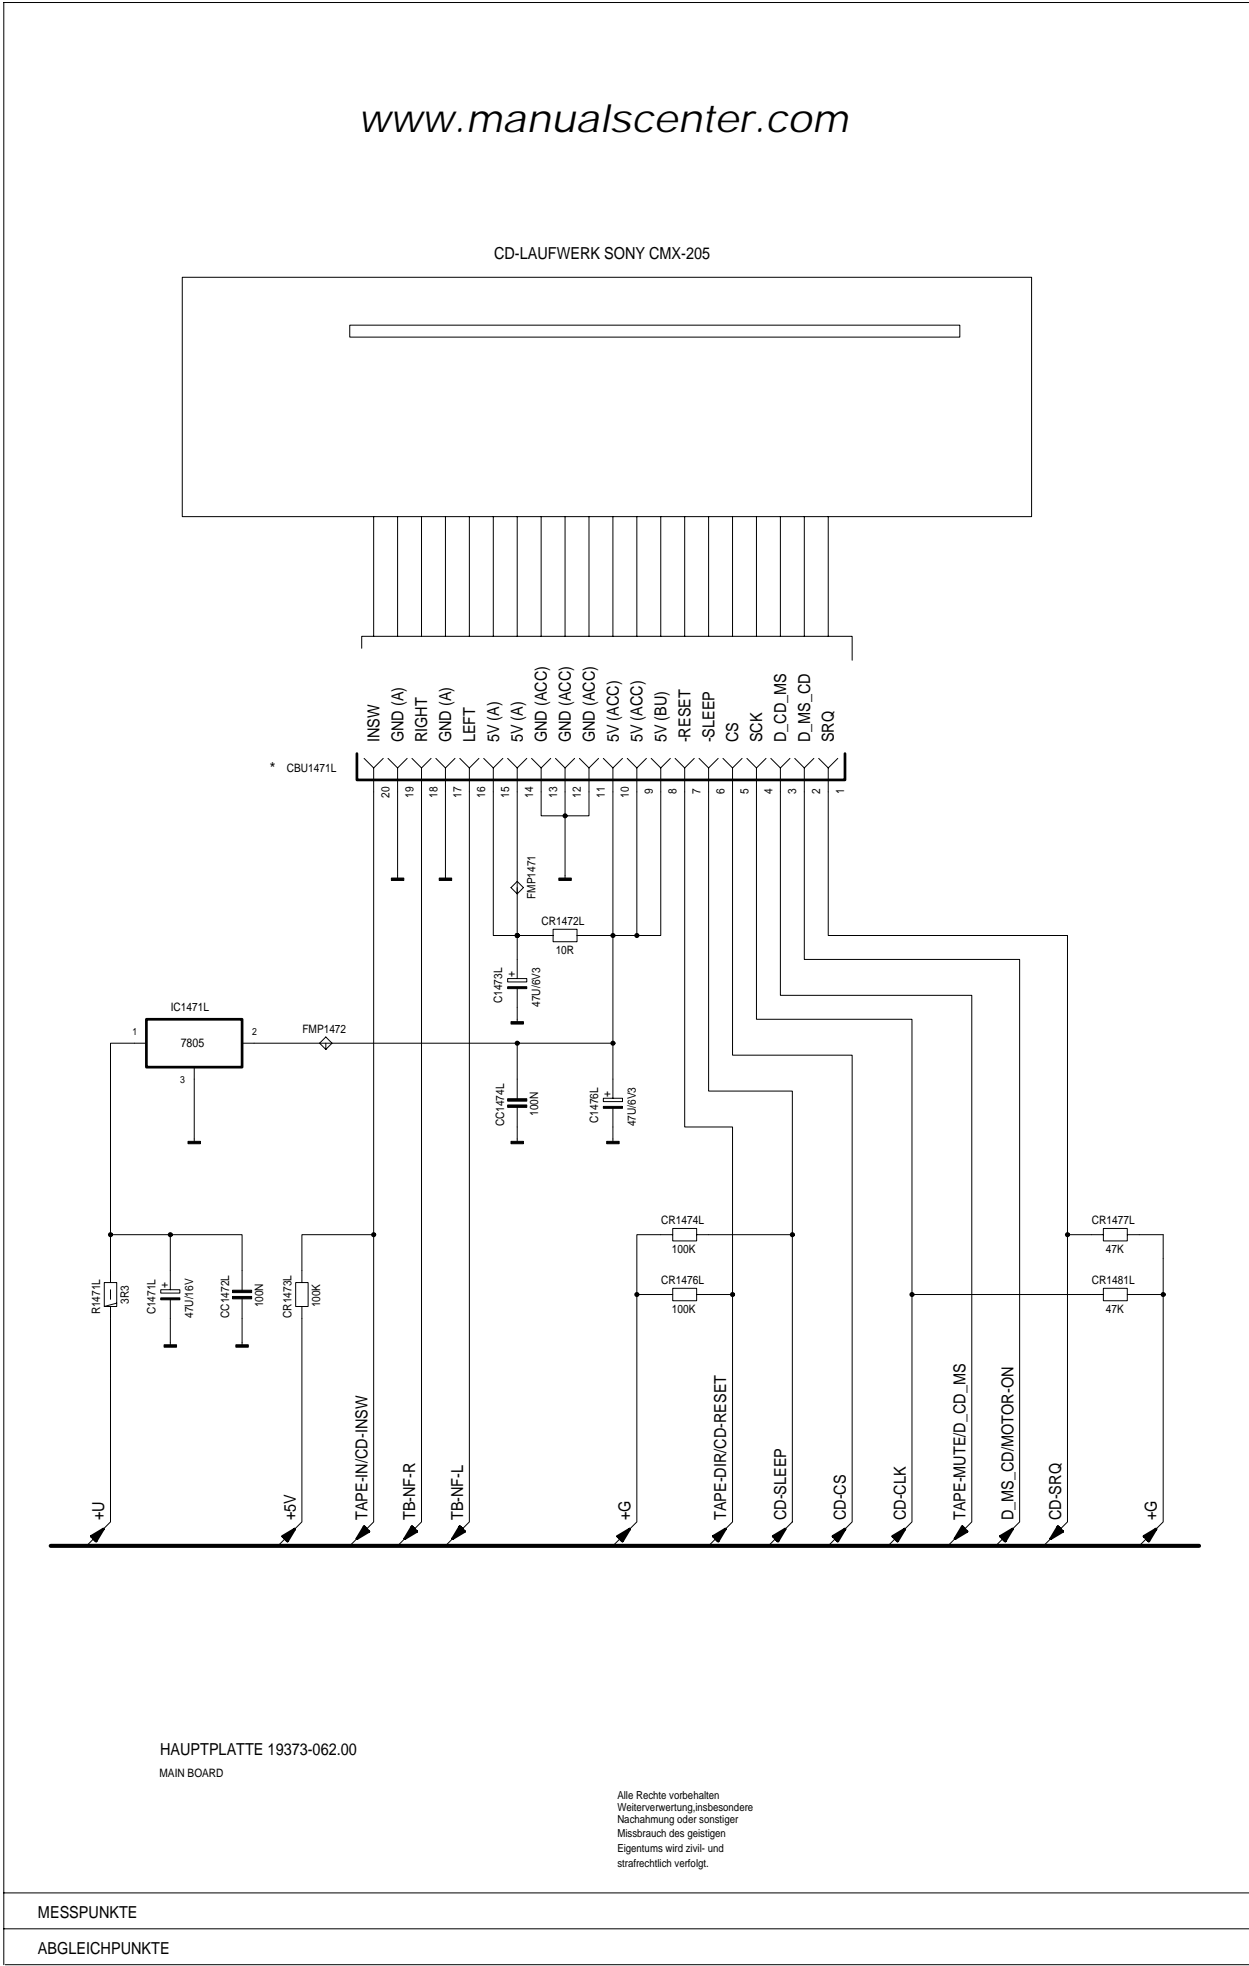 www.manualscenter.com
CD-LAUFWERK SONY CMX-205
INSW
GND (A)
RIGHT
GND (A)
LEFT
5V (A)
5V (A)
GND (ACC)
GND (ACC)
GND (ACC)
5V (ACC)
5V (ACC)
5V (BU)
-RESET
-SLEEP
CS
SCK
D_CD_MS
D_MS_CD
SRQ
* CBU1471L
20
19
18
17
16
15
14
13
12
11
10
9
8
7
6
5
4
3
2
1
FMP1471
CR1472L
10R
C1473L
+
47U/6V3
IC1471L
1
7805
2
3
FMP1472
CC1474L
100N
C1476L
+
47U/6V3
CR1474L
100K
CR1476L
100K
CR1477L
47K
CR1481L
47K
R1471L
3R3
C1471L
+
47U/16V
CC1472L
100N
CR1473L
100K
+U
+5V
TAPE-IN/CD-INSW
TB-NF-R
TB-NF-L
+G
TAPE-DIR/CD-RESET
CD-SLEEP
CD-CS
CD-CLK
TAPE-MUTE/D_CD_MS
D_MS_CD/MOTOR-ON
CD-SRQ
+G
HAUPTPLATTE 19373-062.00
MAIN BOARD
Alle Rechte vorbehalten
Weiterverwertung,insbesondere
Nachahmung oder sonstiger
Missbrauch des geistigen
Eigentums wird zivil- und
strafrechtlich verfolgt.
MESSPUNKTE
ABGLEICHPUNKTE